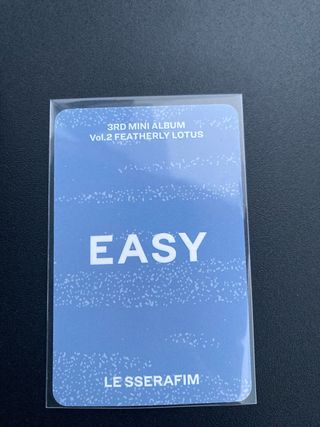 3RD MINI ALBUM
Vol.2 FEATHERLY LOTUS
EASY
LE SSERAFIM